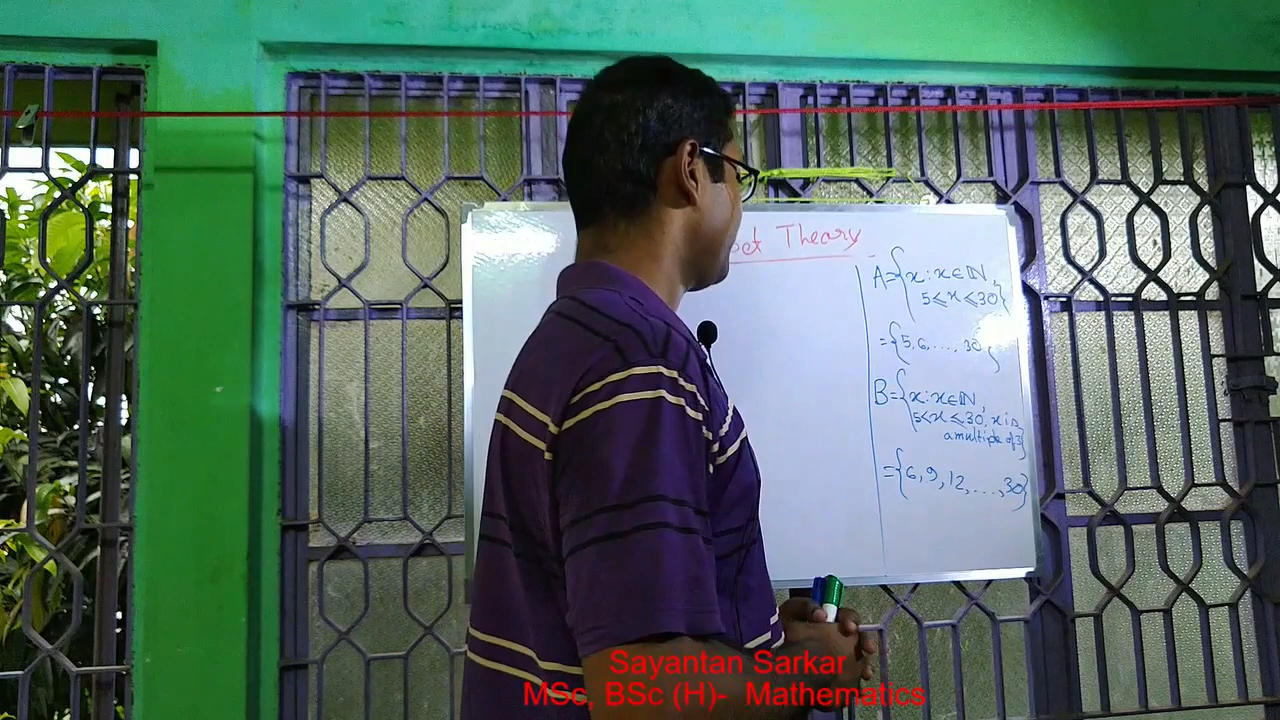 Set Theory
A={x:x∈ℕ,
5≤x≤30}
={5,6,...,30}
B={x:x∈ℕ,
5≤x≤30, x is
a multiple of 3}
={6,9,12,...,30}
Sayantan Sarkar
MSc, BSc (H)- Mathematics